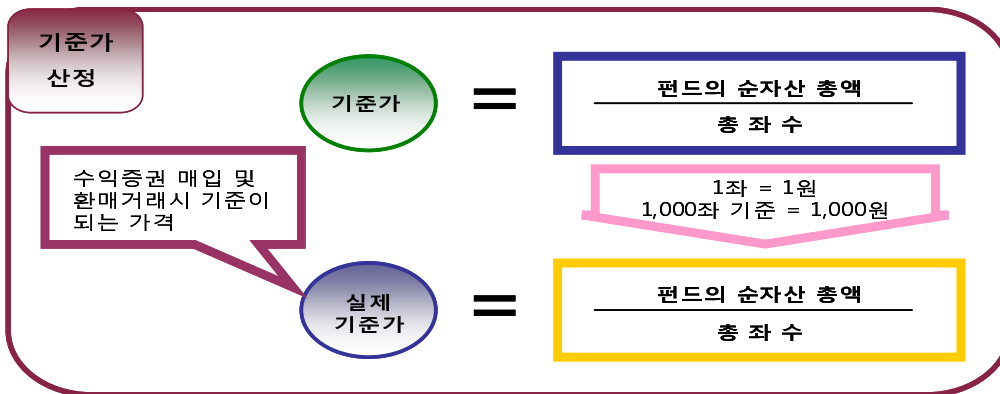 기준가
산정
기준가
=
펀드의 순자산 총액
총 좌 수
수익증권 매입 및
환매거래시 기준이
되는 가격
1좌 = 1원
1,000좌 기준 = 1,000원
실제
기준가
=
펀드의 순자산 총액
총 좌 수